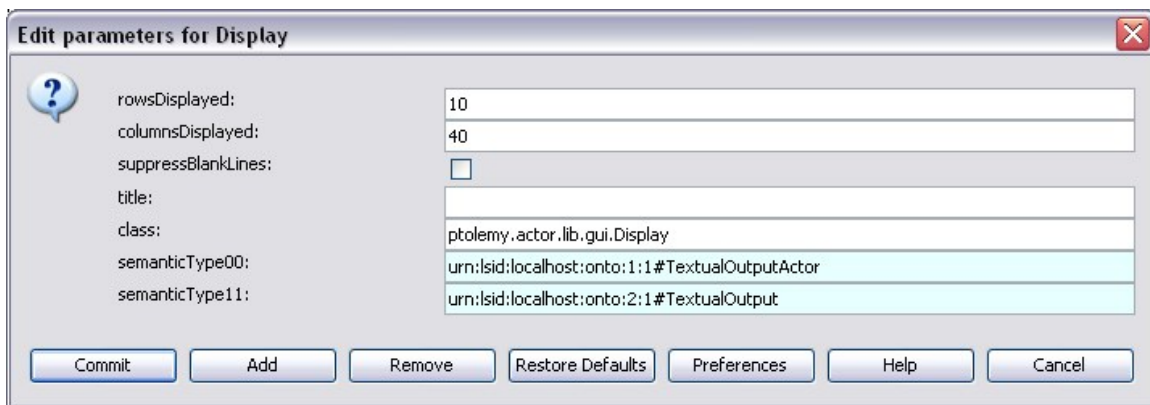 Edit parameters for Display
rowsDisplayed: 10
columnsDisplayed: 40
suppressBlankLines:
title:
class: ptolemy.actor.lib.gui.Display
semanticType00: urn:lsid:localhost:onto:1:1#TextualOutputActor
semanticType11: urn:lsid:localhost:onto:2:1#TextualOutput
Commit Add Remove Restore Defaults Preferences Help Cancel